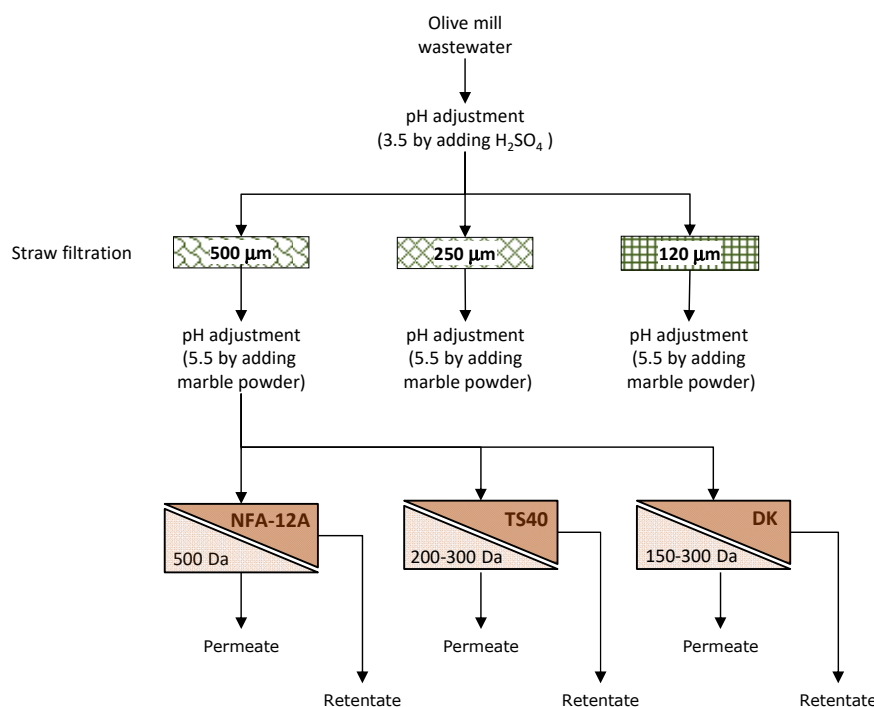 Olive mill
wastewater
pH adjustment
(3.5 by adding H₂SO₄ )
Straw filtration
500 µm
250 µm
120 µm
pH adjustment
(5.5 by adding
marble powder)
pH adjustment
(5.5 by adding
marble powder)
pH adjustment
(5.5 by adding
marble powder)
NFA-12A
500 Da
TS40
200-300 Da
DK
150-300 Da
Permeate
Permeate
Permeate
Retentate
Retentate
Retentate